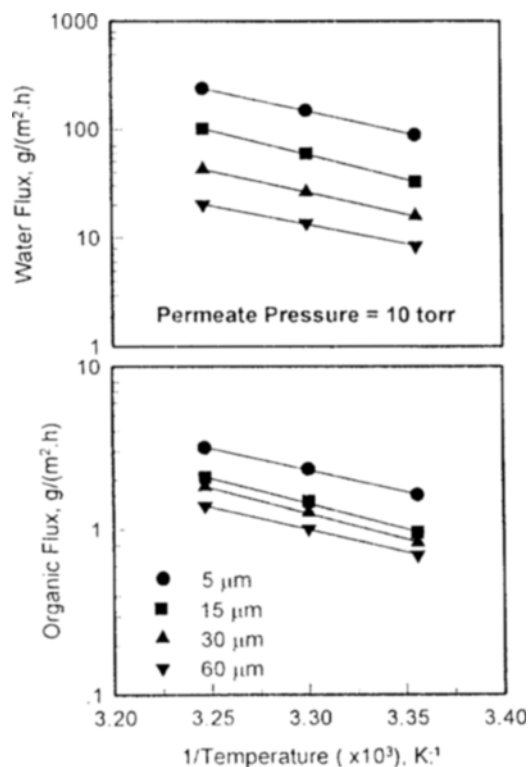 1000
100
10
1
Water Flux, g/(m².h)
Permeate Pressure = 10 torr
10
1
.1
Organic Flux, g/(m².h)
5 μm
15 μm
30 μm
60 μm
3.20 3.25 3.30 3.35 3.40
1/Temperature ( x10³), K⁻¹